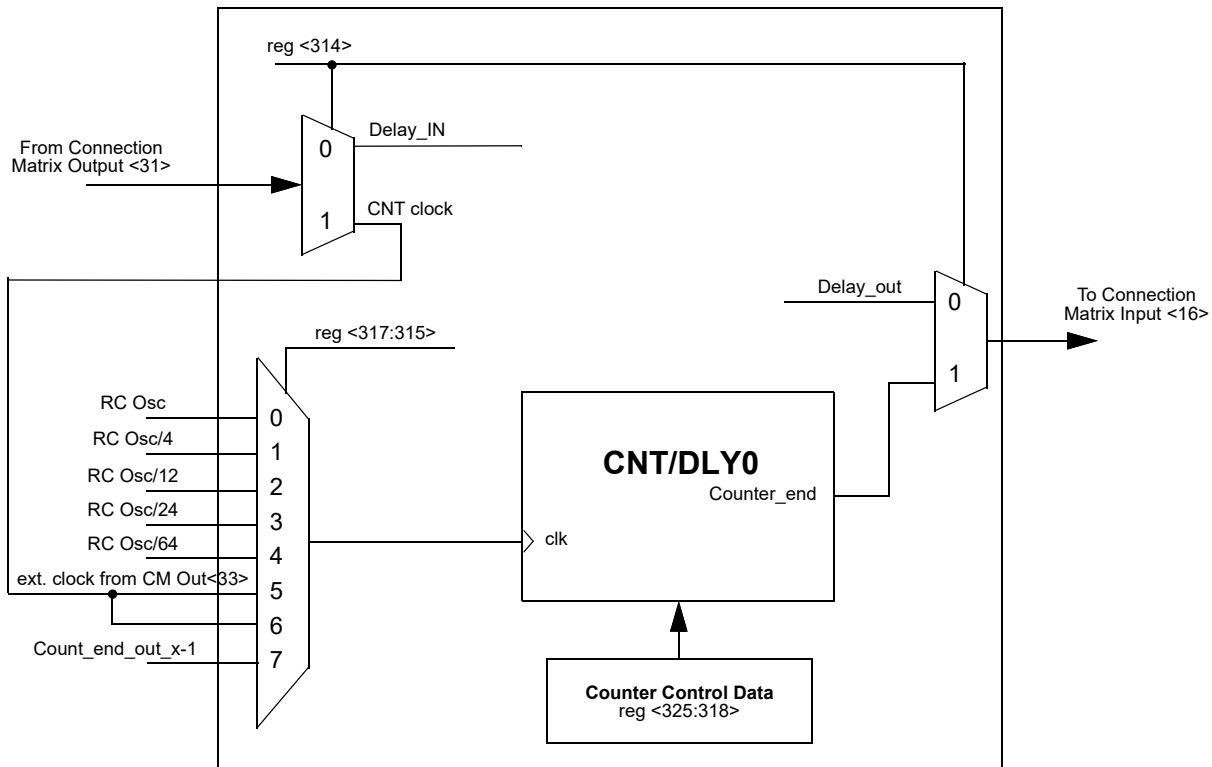 reg <314>
Delay_IN
From Connection
Matrix Output <31>
0
1
CNT clock
Delay_out
0
1
To Connection
Matrix Input <16>
reg <317:315>
RC Osc
RC Osc/4
RC Osc/12
RC Osc/24
RC Osc/64
ext. clock from CM Out<33>
Count_end_out_x-1
0
1
2
3
4
5
6
7
CNT/DLY0
Counter_end
clk
Counter Control Data
reg <325:318>